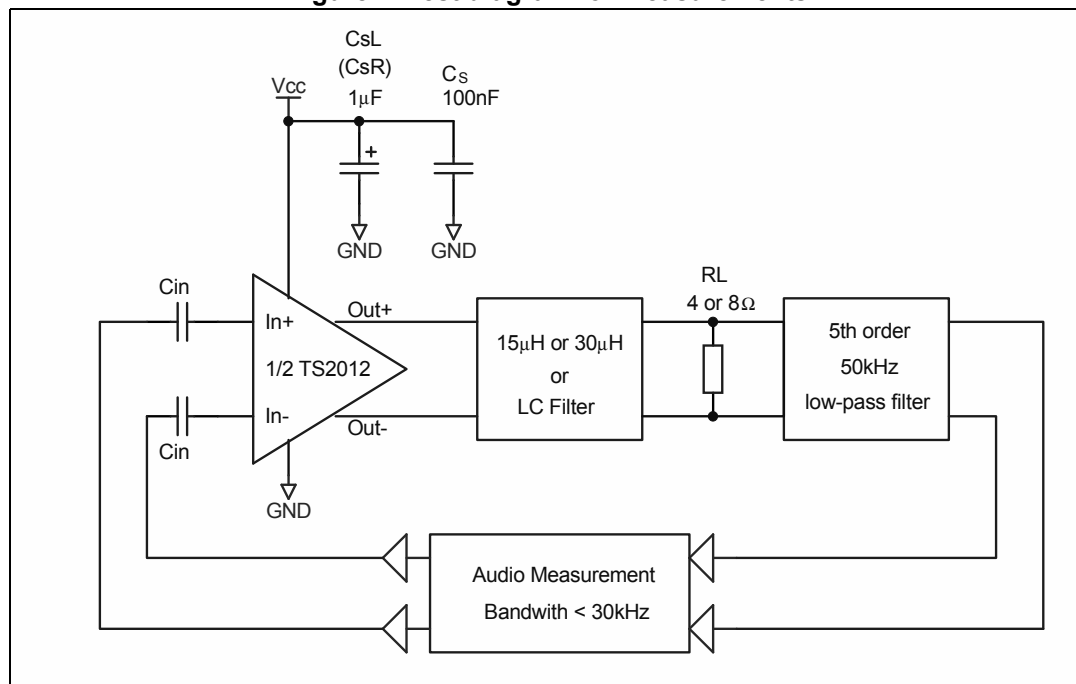 CsL
(CsR)
1μF
Cs
100nF
Vcc
+
GND
GND
Cin
In+
Out+
1/2 TS2012
In-
Out-
Cin
GND
15μH or 30μH
or
LC Filter
RL
4 or 8Ω
5th order
50kHz
low-pass filter
Audio Measurement
Bandwith < 30kHz